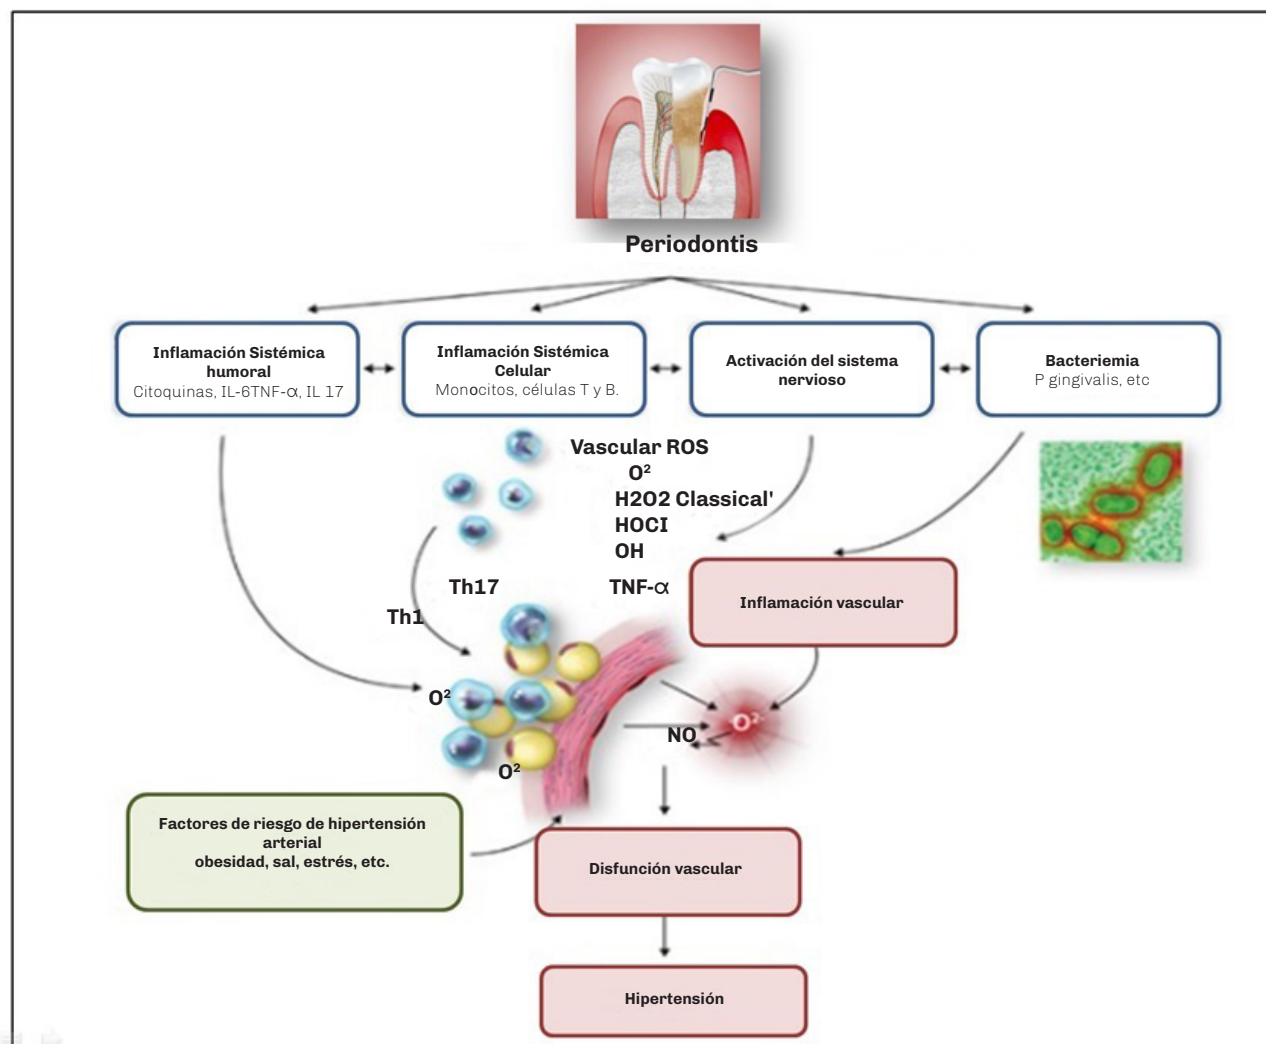 Periodontis
Inflamación Sistémica
humoral
Citoquinas, IL-6TNF-α, IL 17
Inflamación Sistémica
Celular
Monocitos, células T y B.
Activación del sistema
nervioso
Bacteriemia
P gingivalis, etc
Vascular ROS
O²
H2O2 Classical'
HOCI
OH
Th17
TNF-α
Th1
Inflamación vascular
O²
·O²⁻
NO
O²
Factores de riesgo de hipertensión
arterial
obesidad, sal, estrés, etc.
Disfunción vascular
Hipertensión